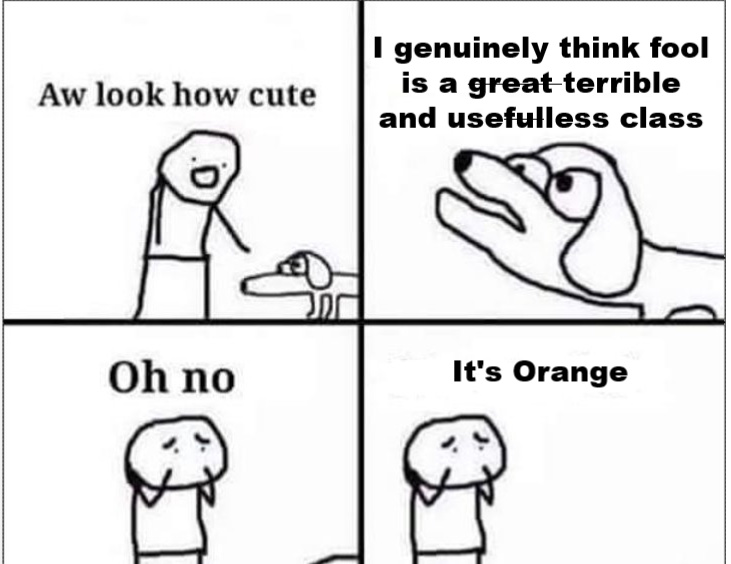 Aw look how cute
I genuinely think fool
is a great terrible
and usefulless class
Oh no
It's Orange